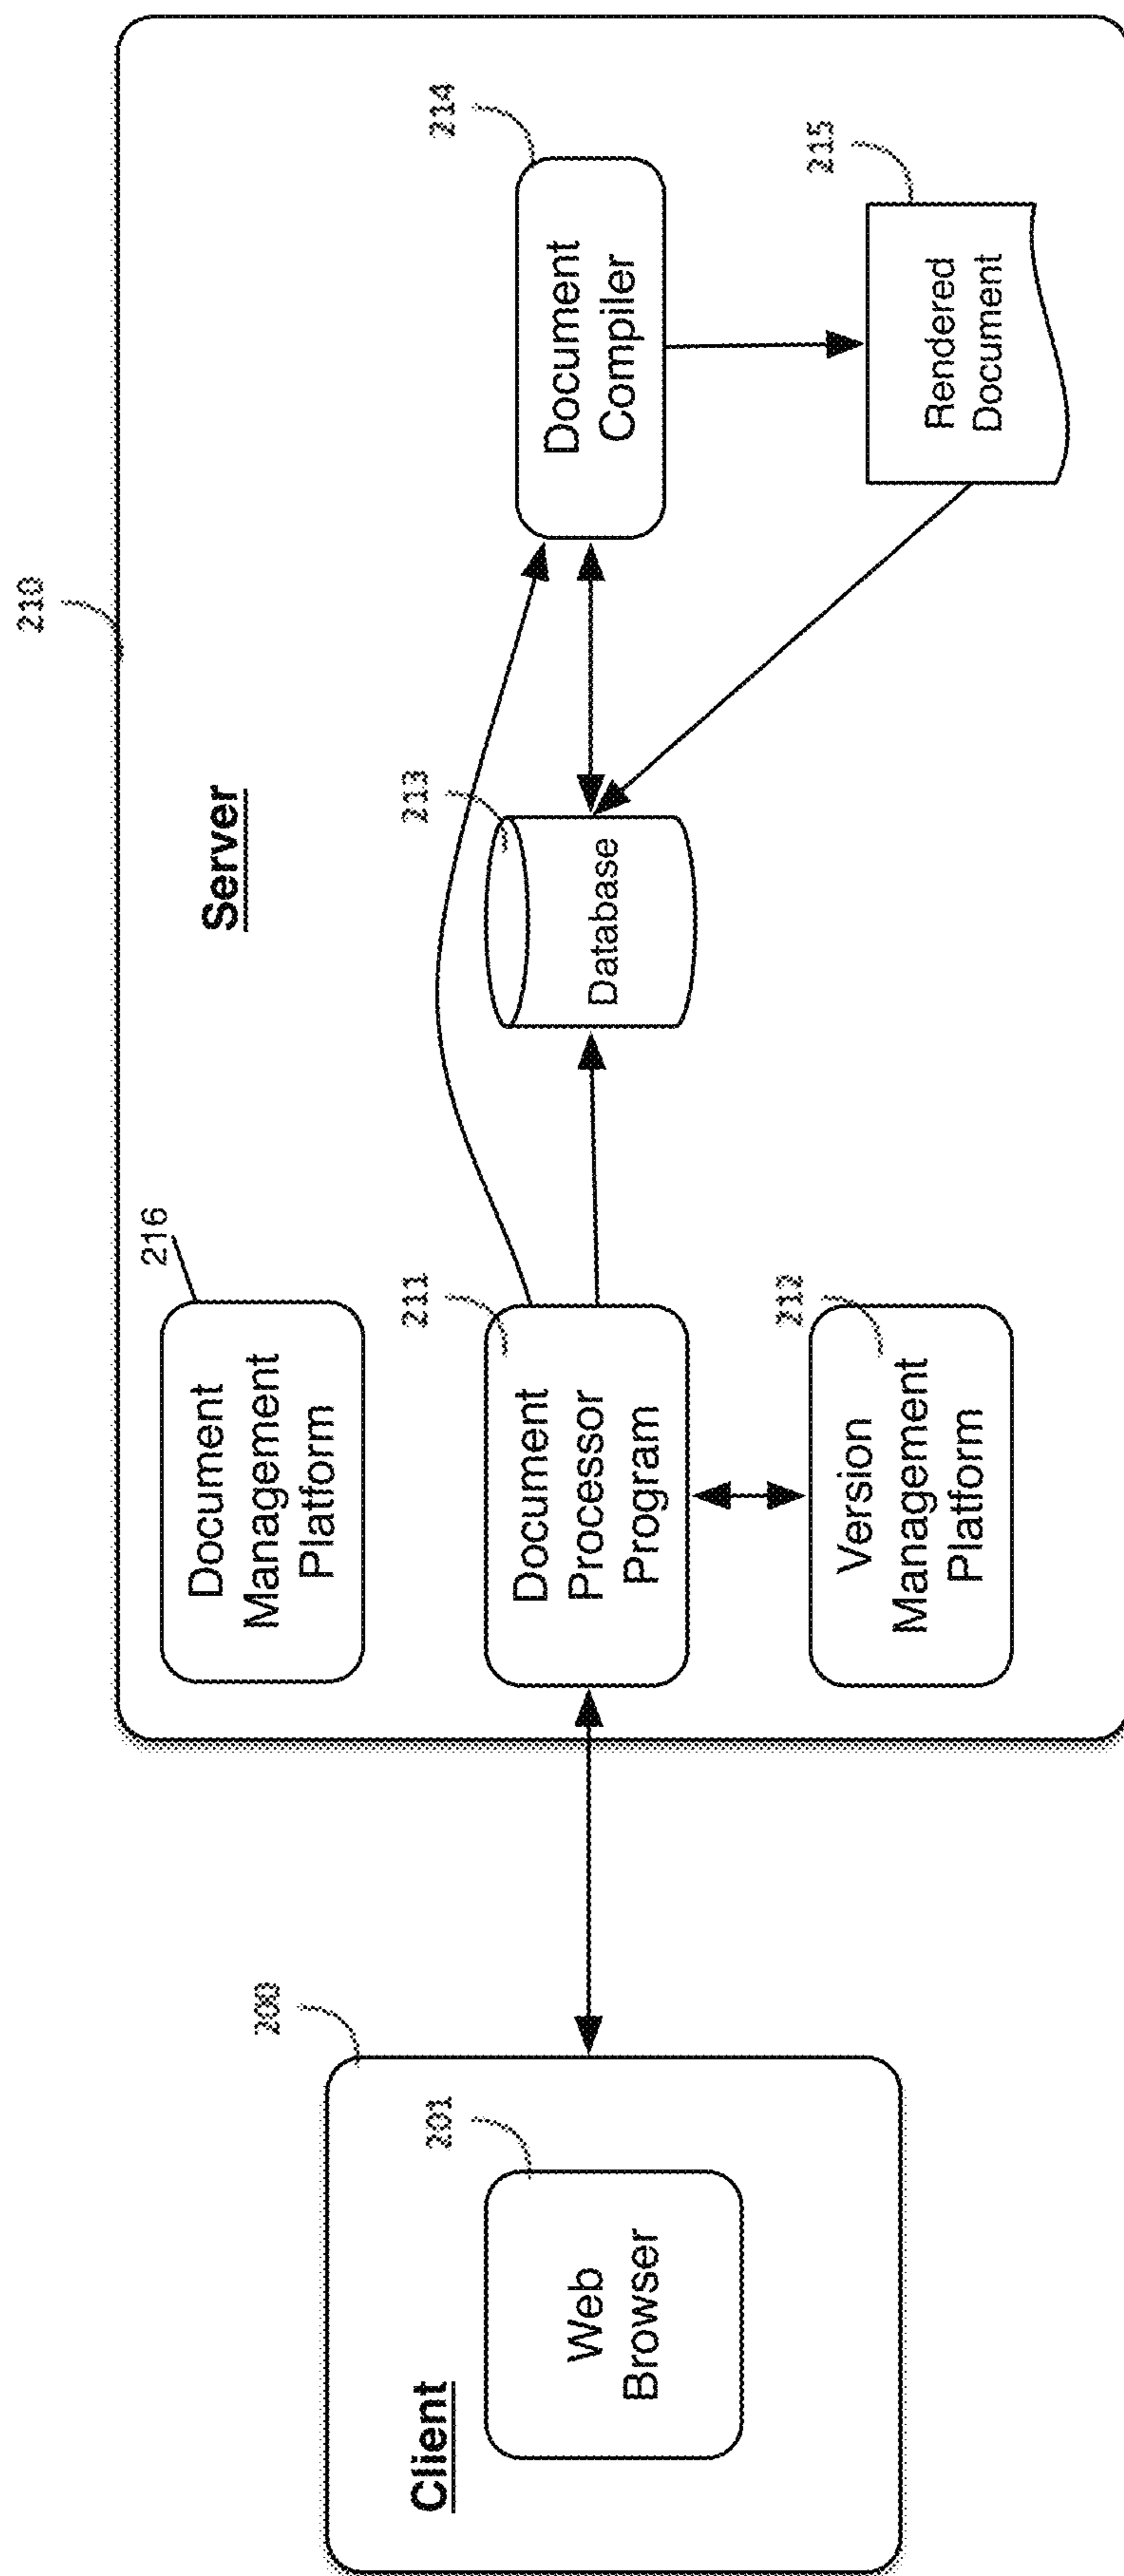 210
Server
216
Document
Management
Platform
214
Document
Compiler
213
Database
211
Document
Processor
Program
215
Rendered
Document
212
Version
Management
Platform
200
Client
201
Web
Browser